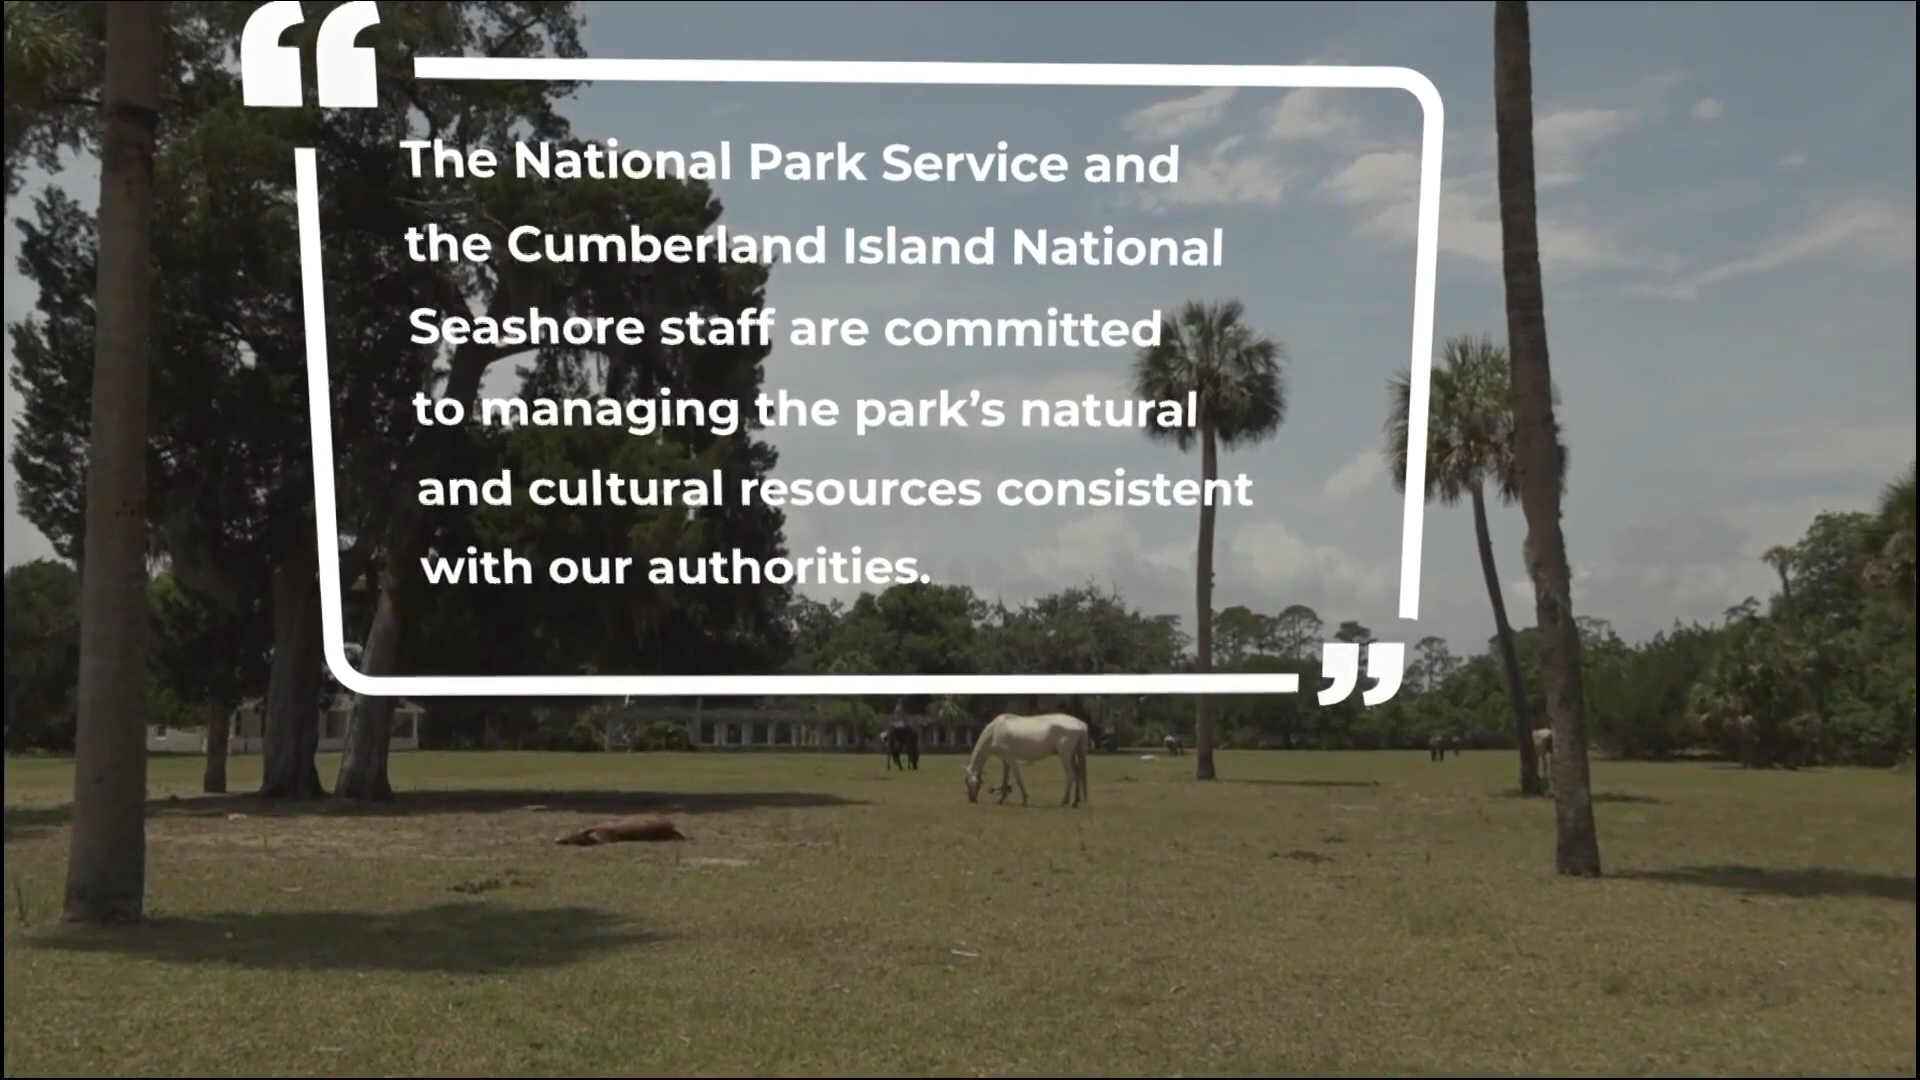 The National Park Service and
the Cumberland Island National
Seashore staff are committed
to managing the park’s natural
and cultural resources consistent
with our authorities.